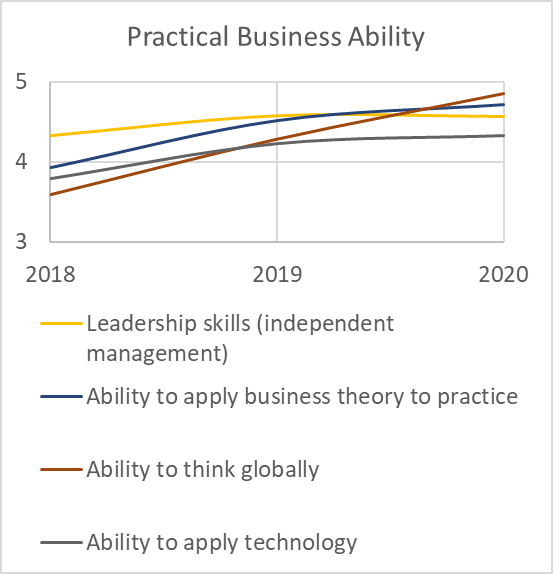 Practical Business Ability
5
4
3
2018 2019 2020
Leadership skills (independent
management)
Ability to apply business theory to practice
Ability to think globally
Ability to apply technology